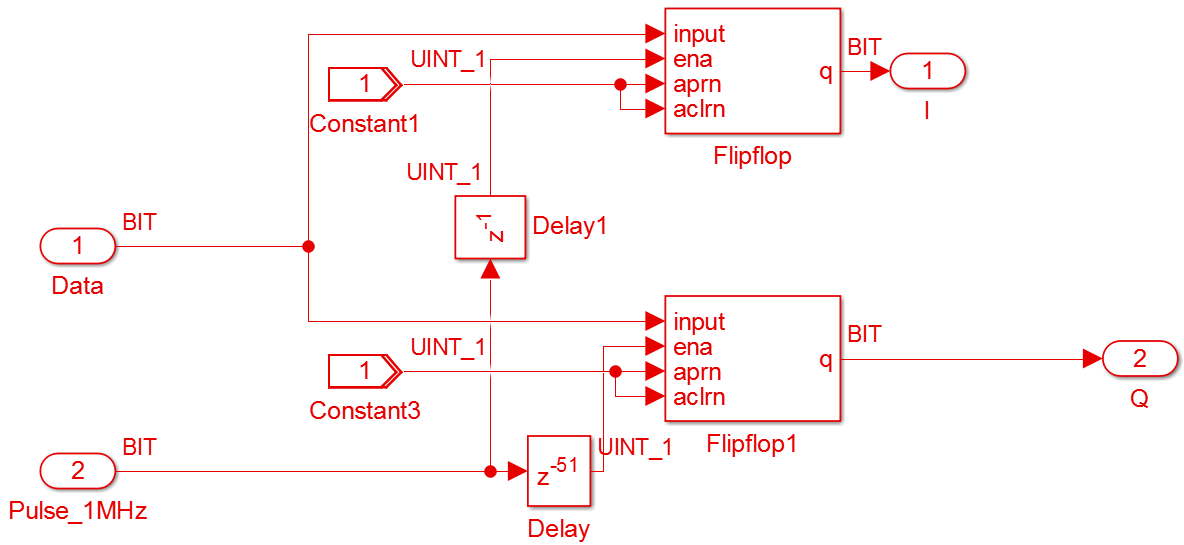 input
ena
aprn
aclrn
q
Flipflop
BIT
1
I
UINT_1
1
Constant1
UINT_1
z-1
Delay1
BIT
1
Data
input
ena
aprn
aclrn
q
Flipflop1
BIT
2
Q
UINT_1
1
Constant3
BIT
2
Pulse_1MHz
z-51
Delay
UINT_1